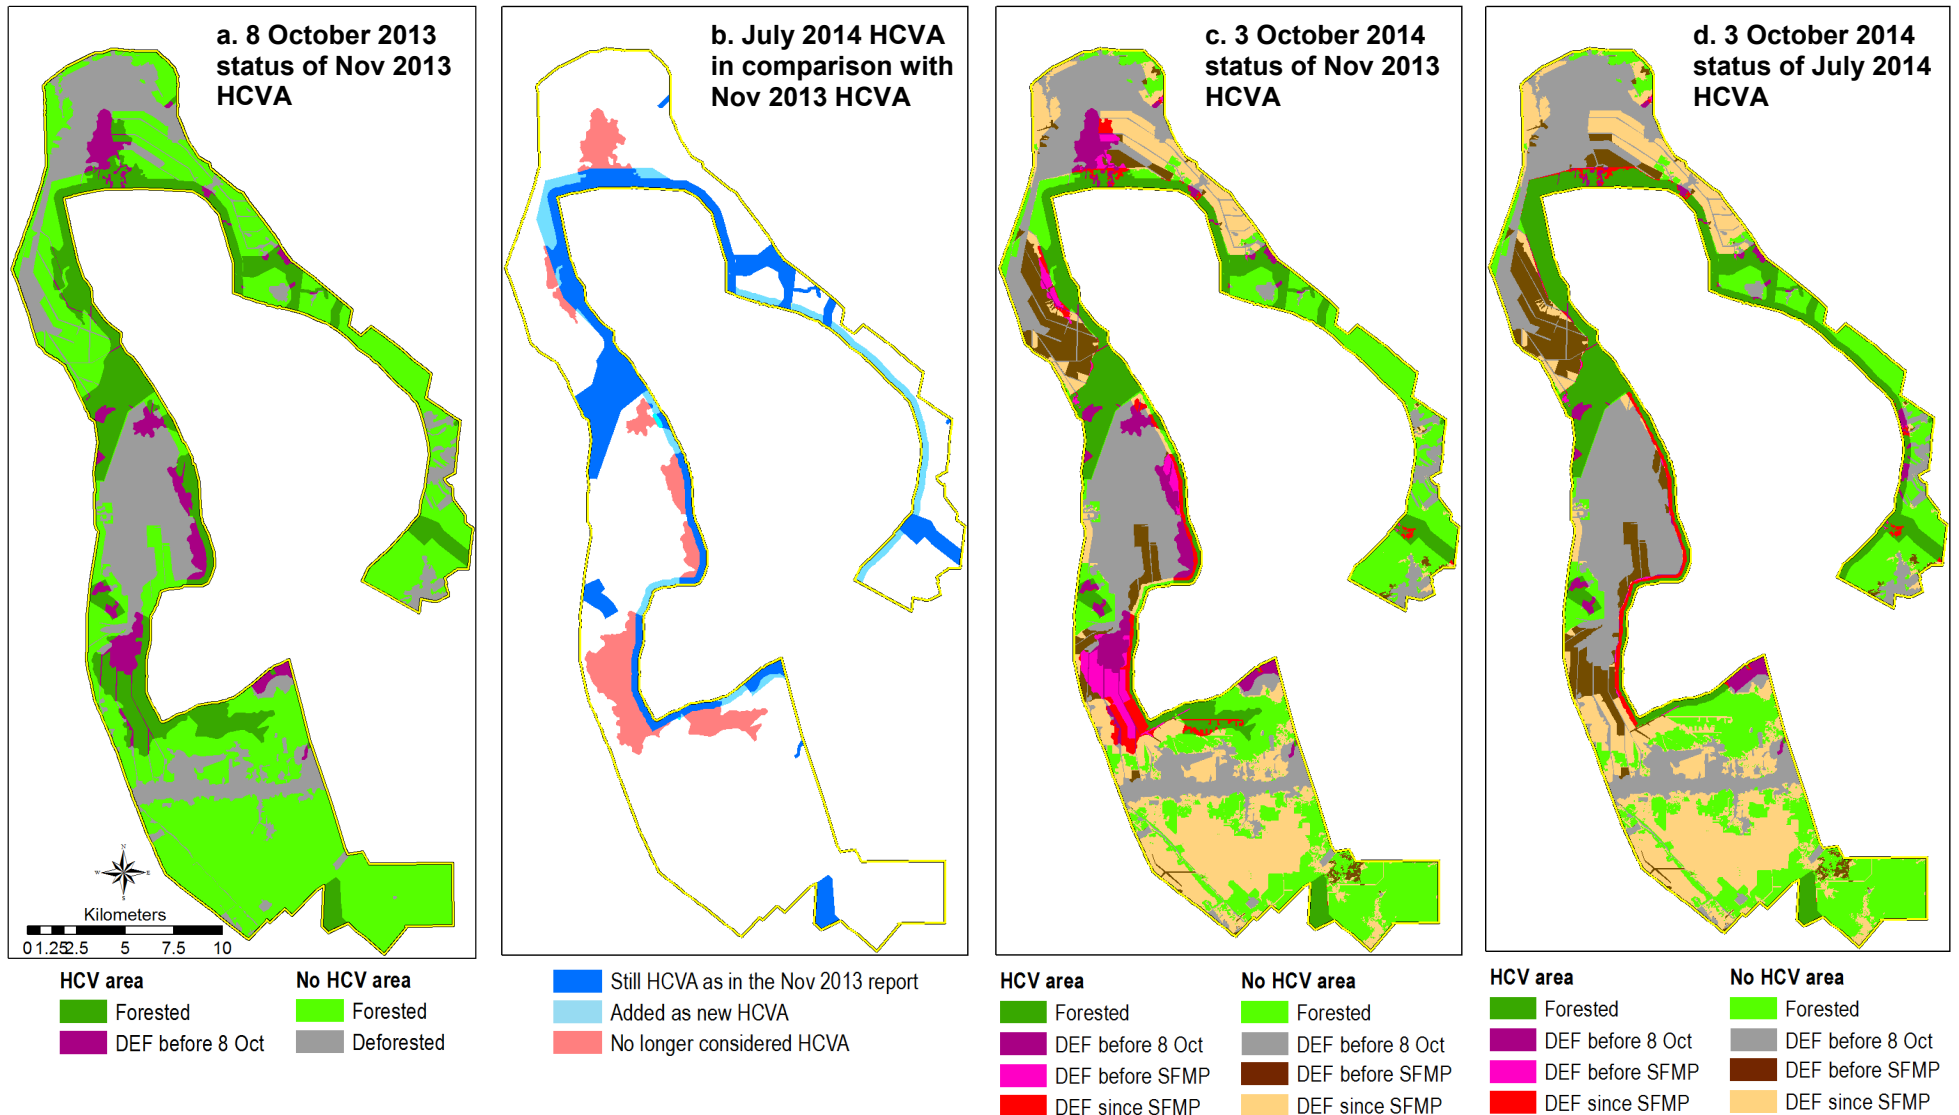 a. 8 October 2013
status of Nov 2013
HCVA
b. July 2014 HCVA
in comparison with
Nov 2013 HCVA
c. 3 October 2014
status of Nov 2013
HCVA
d. 3 October 2014
status of July 2014
HCVA
N
W
E
S
Kilometers
0 1.25 2.5 5 7.5 10
HCV area
Forested
DEF before 8 Oct
No HCV area
Forested
Deforested
Still HCVA as in the Nov 2013 report
Added as new HCVA
No longer considered HCVA
HCV area
Forested
DEF before 8 Oct
DEF before SFMP
DEF since SFMP
No HCV area
Forested
DEF before 8 Oct
DEF before SFMP
DEF since SFMP
HCV area
Forested
DEF before 8 Oct
DEF before SFMP
DEF since SFMP
No HCV area
Forested
DEF before 8 Oct
DEF before SFMP
DEF since SFMP